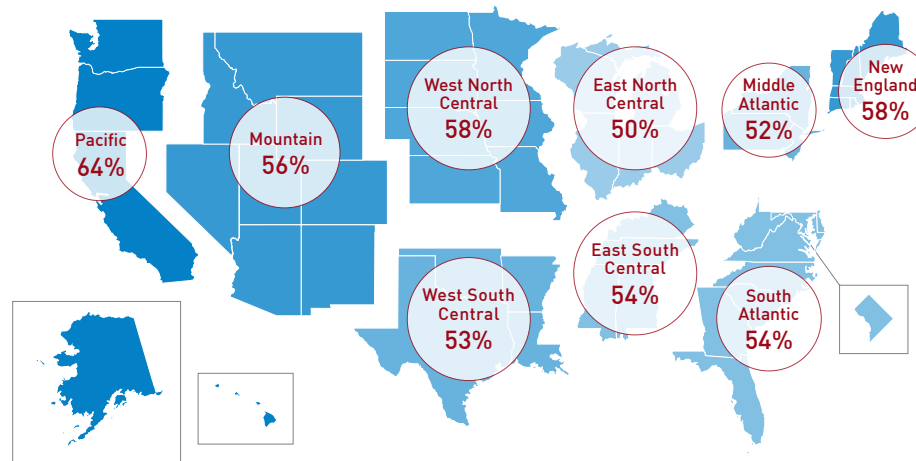 Pacific
64%
Mountain
56%
West North
Central
58%
East North
Central
50%
Middle
Atlantic
52%
New
England
58%
West South
Central
53%
East South
Central
54%
South
Atlantic
54%